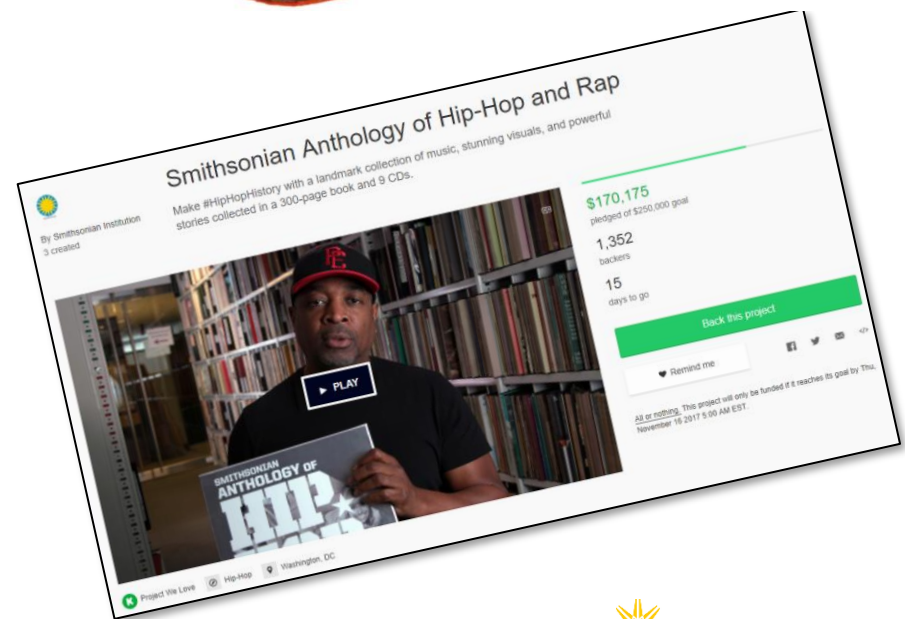 Smithsonian Anthology of Hip-Hop and Rap
Make #HipHopHistory with a landmark collection of music, stunning visuals, and powerful
stories collected in a 300-page book and 9 CDs.
By Smithsonian Institution
3 created
PE
PLAY
SMITHSONIAN
ANTHOLOGY OF
HIP
$170,175
pledged of $250,000 goal
1,352
backers
15
days to go
Back this project
Remind me
</>
All or nothing. This project will only be funded if it reaches its goal by Thu,
November 16 2017 5:00 AM EST.
K
Project We Love
Hip-Hop
Washington, DC